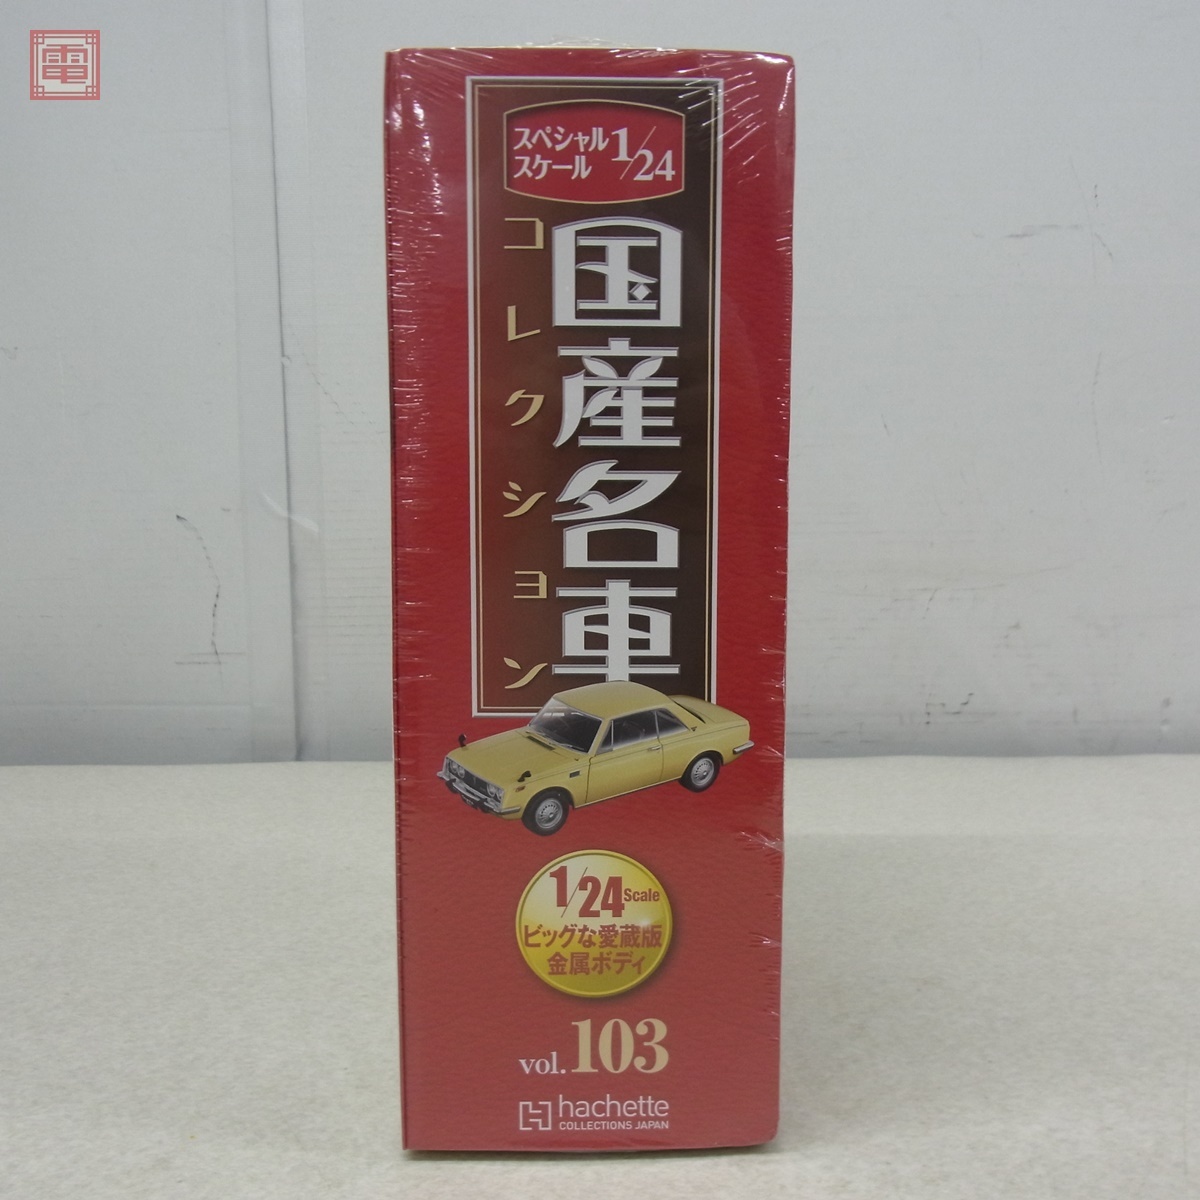 電
スペシャル
スケール
1/24
国産名車
コレクション
1/24 Scale
ビッグな愛蔵版
金属ボディ
vol.103
hachette
COLLECTIONS JAPAN